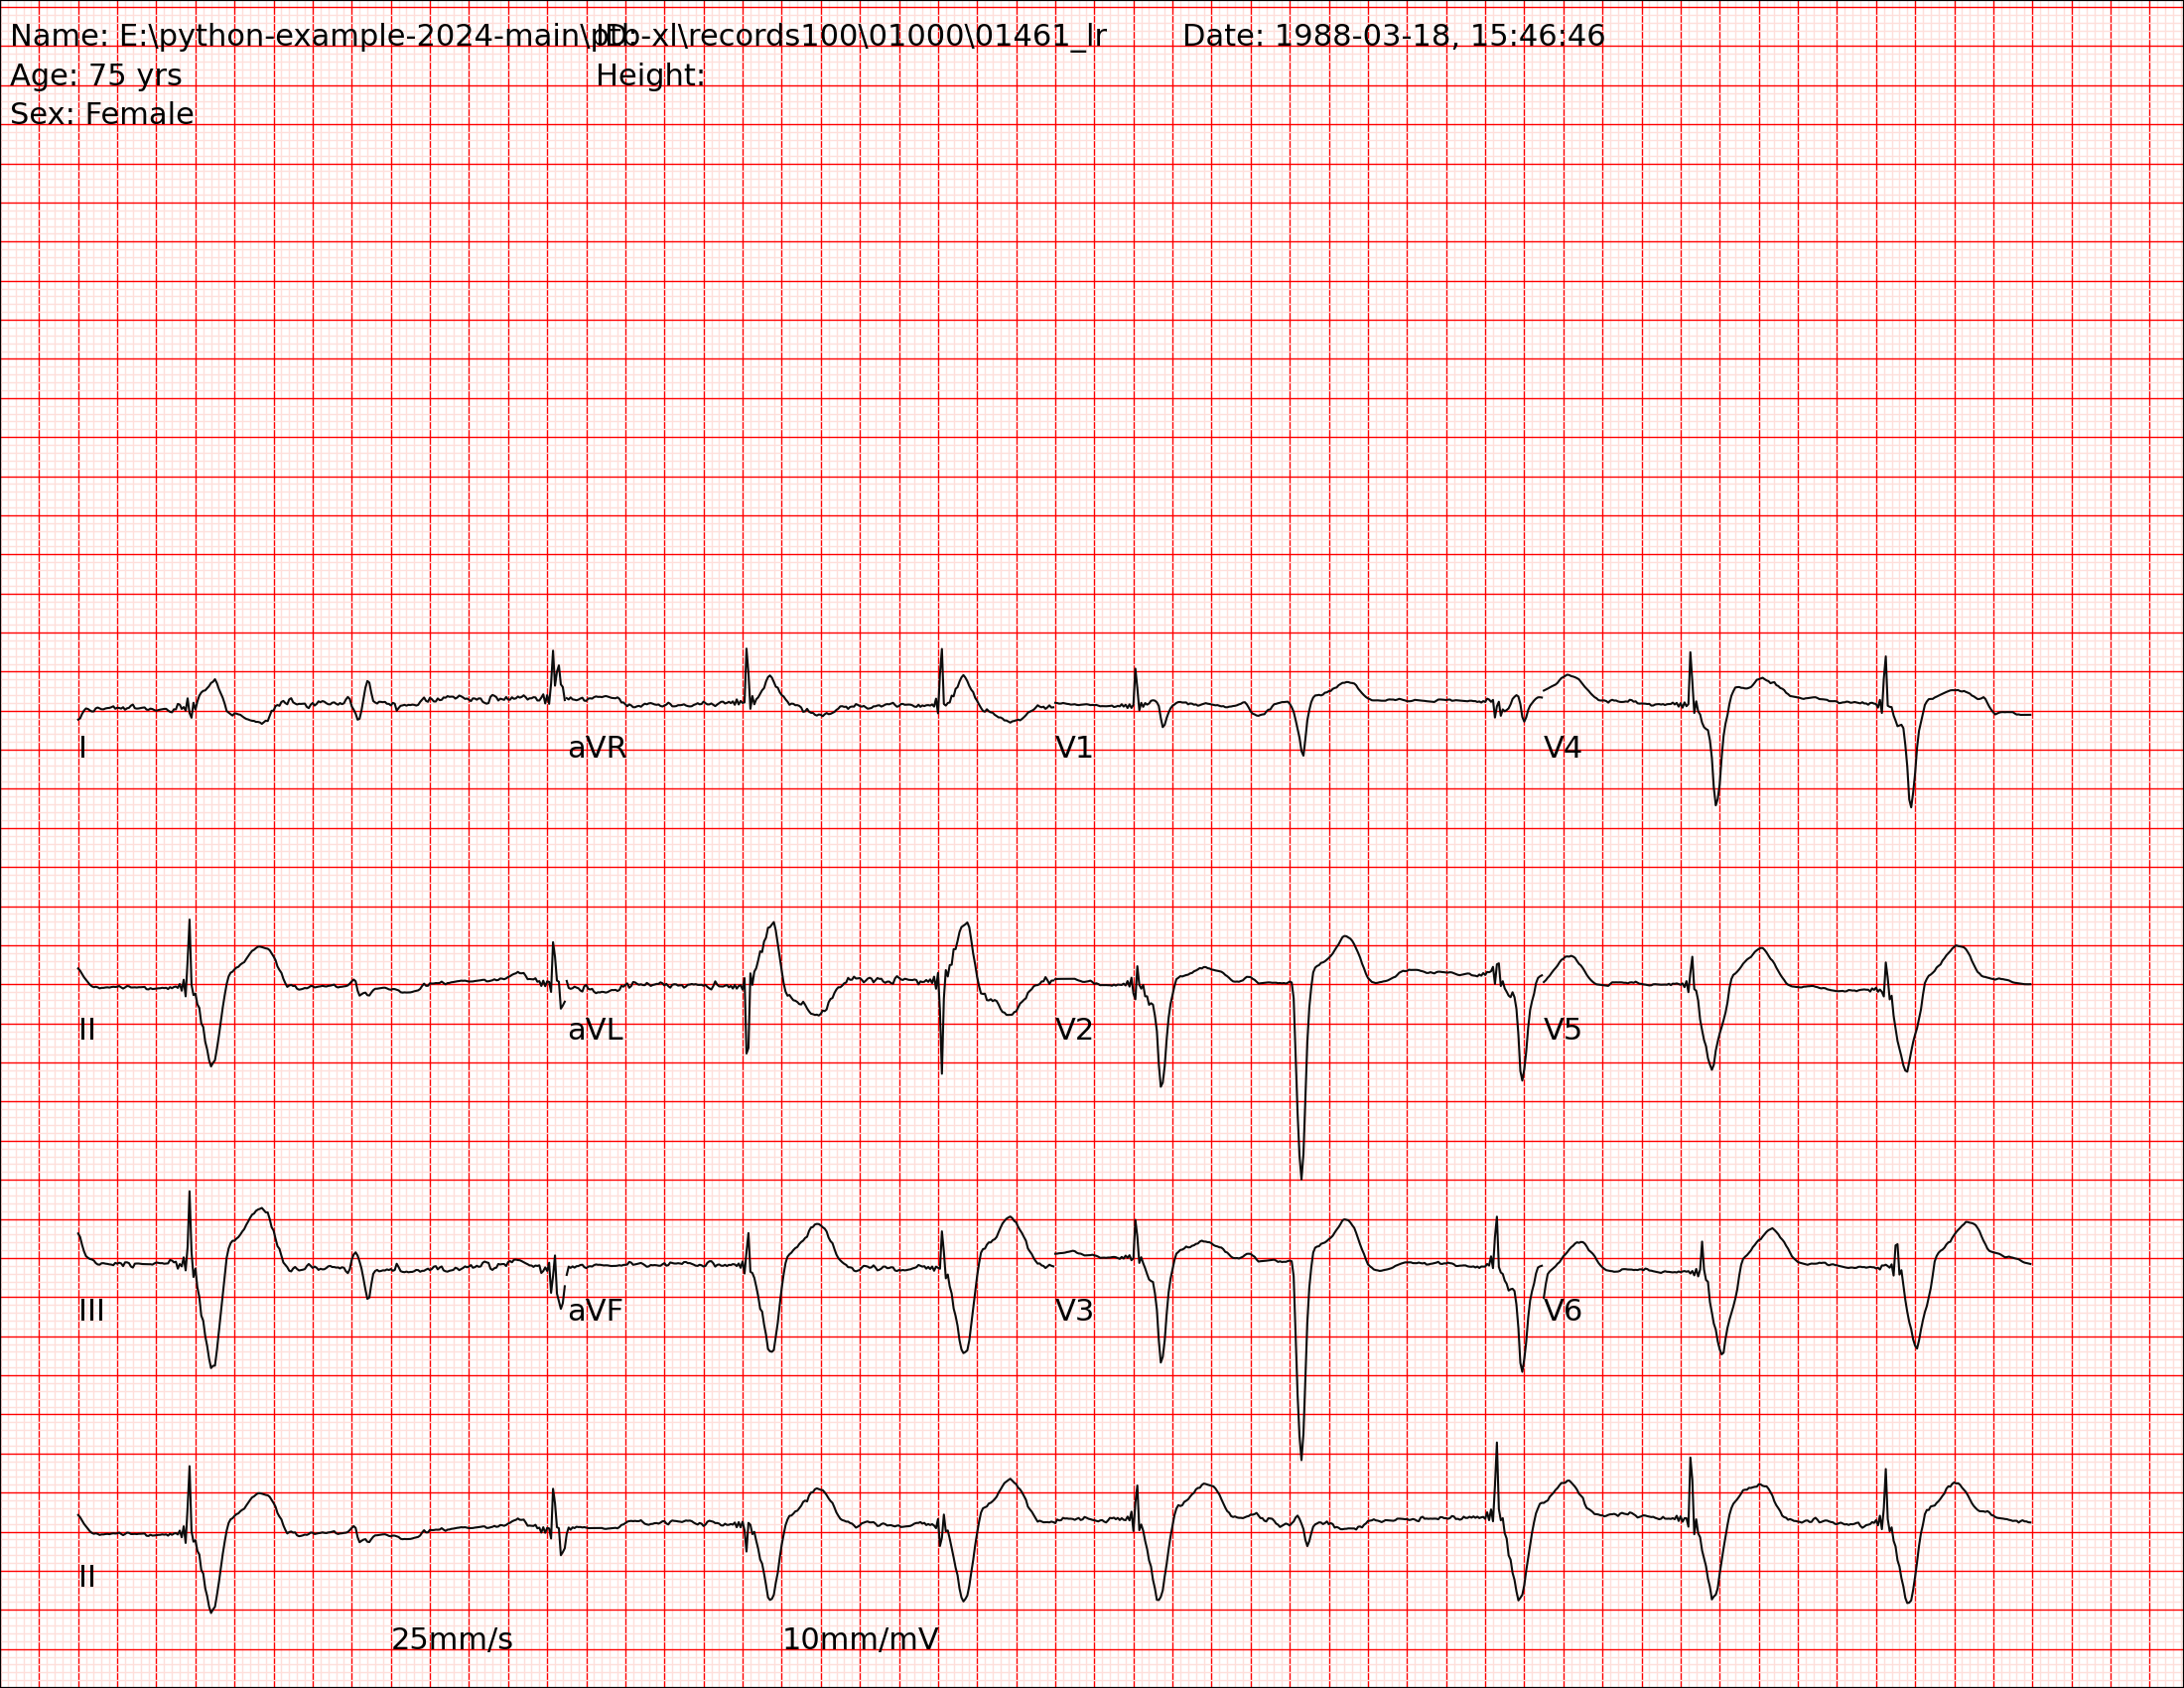 Name: E:\python-example-2024-main\ptb-xl\records100\01000\01461_lr ID: Date: 1988-03-18, 15:46:46
Age: 75 yrs Height:
Sex: Female
I aVR V1 V4
II aVL V2 V5
III aVF V3 V6
II
25mm/s 10mm/mV